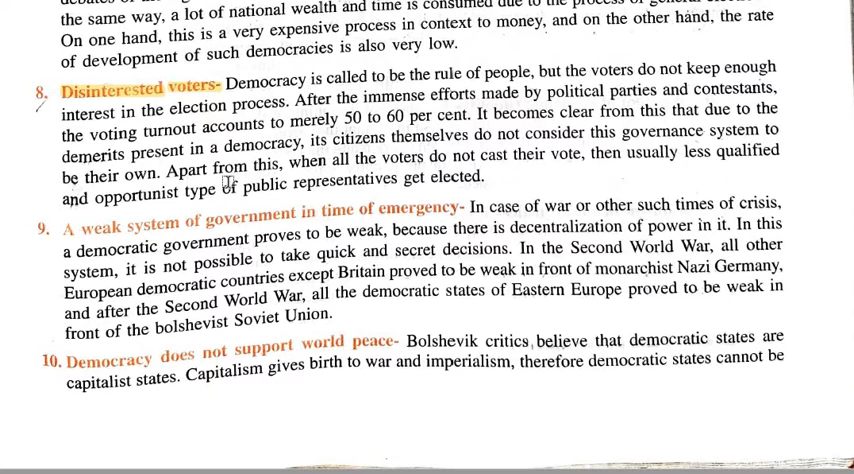 the same way, a lot of national wealth and time is consumed due to the process of general
On one hand, this is a very expensive process in context to money, and on the other hand, the rate
of development of such democracies is also very low.
8. Disinterested voters- Democracy is called to be the rule of people, but the voters do not keep enough
interest in the election process. After the immense efforts made by political parties and contestants,
the voting turnout accounts to merely 50 to 60 per cent. It becomes clear from this that due to the
demerits present in a democracy, its citizens themselves do not consider this governance system to
be their own. Apart from this, when all the voters do not cast their vote, then usually less qualified
and opportunist type of public representatives get elected.
9. A weak system of government in time of emergency- In case of war or other such times of crisis,
a democratic government proves to be weak, because there is decentralization of power in it. In this
system, it is not possible to take quick and secret decisions. In the Second World War, all other
European democratic countries except Britain proved to be weak in front of monarchist Nazi Germany,
and after the Second World War, all the democratic states of Eastern Europe proved to be weak in
front of the bolshevist Soviet Union.
10. Democracy does not support world peace- Bolshevik critics believe that democratic states are
capitalist states. Capitalism gives birth to war and imperialism, therefore democratic states cannot be